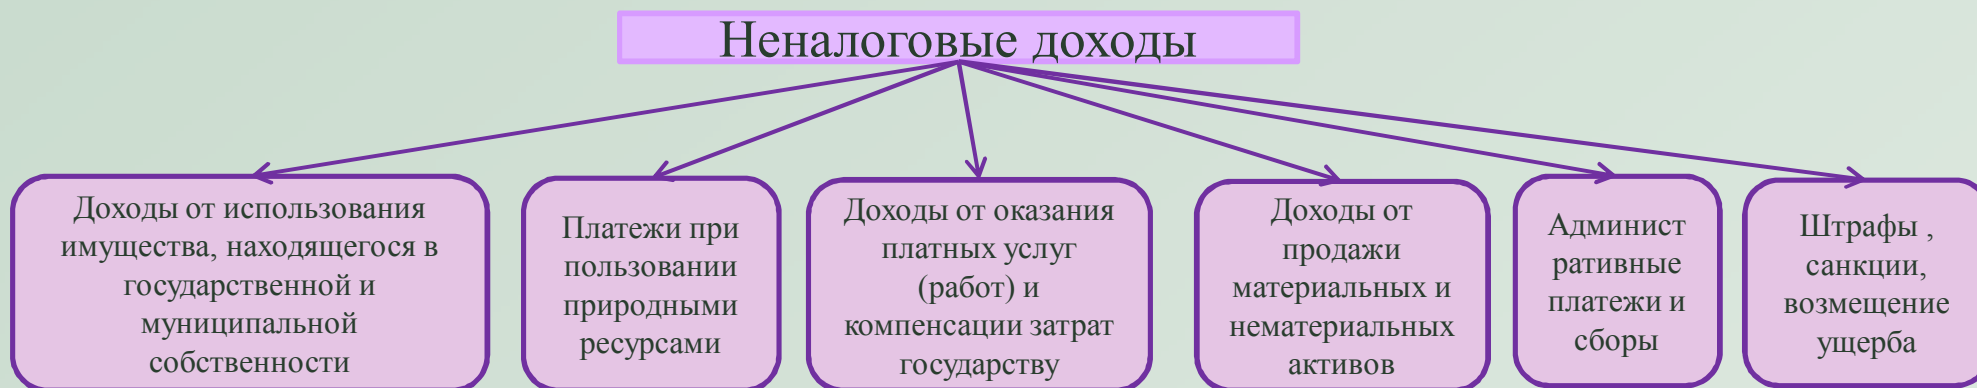 Неналоговые доходы
Доходы от использования
имущества, находящегося в
государственной и
муниципальной
собственности
Платежи при
пользовании
природными
ресурсами
Доходы от оказания
платных услуг
(работ) и
компенсации затрат
государству
Доходы от
продажи
материальных и
нематериальных
активов
Админист
ративные
платежи и
сборы
Штрафы ,
санкции,
возмещение
ущерба